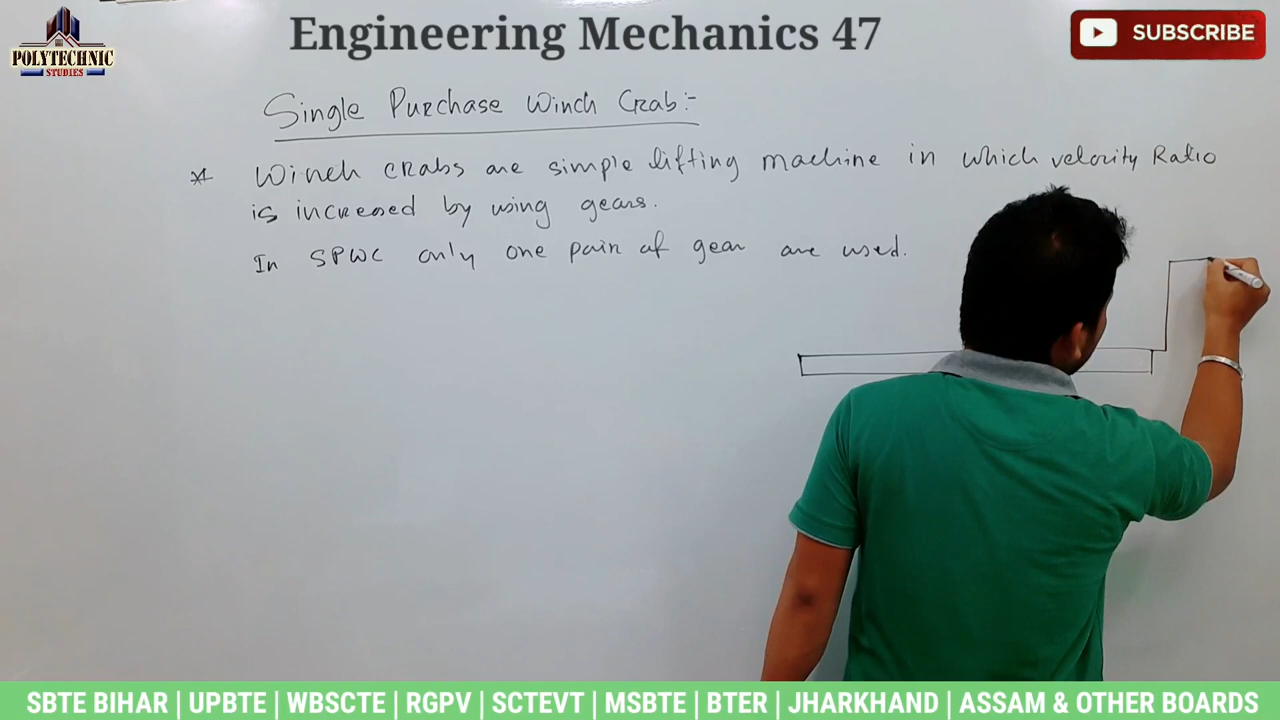 Engineering Mechanics 47
SUBSCRIBE
POLYTECHNIC
STUDIES
Single Purchase Winch Crab:-
* Winch crabs are simple lifting machine in which velority Ratio
is increased by using gears.
In SPWC only one pair of gear are used.
SBTE BIHAR | UPBTE | WBSCTE | RGPV | SCTEVT | MSBTE | BTER | JHARKHAND | ASSAM & OTHER BOARDS